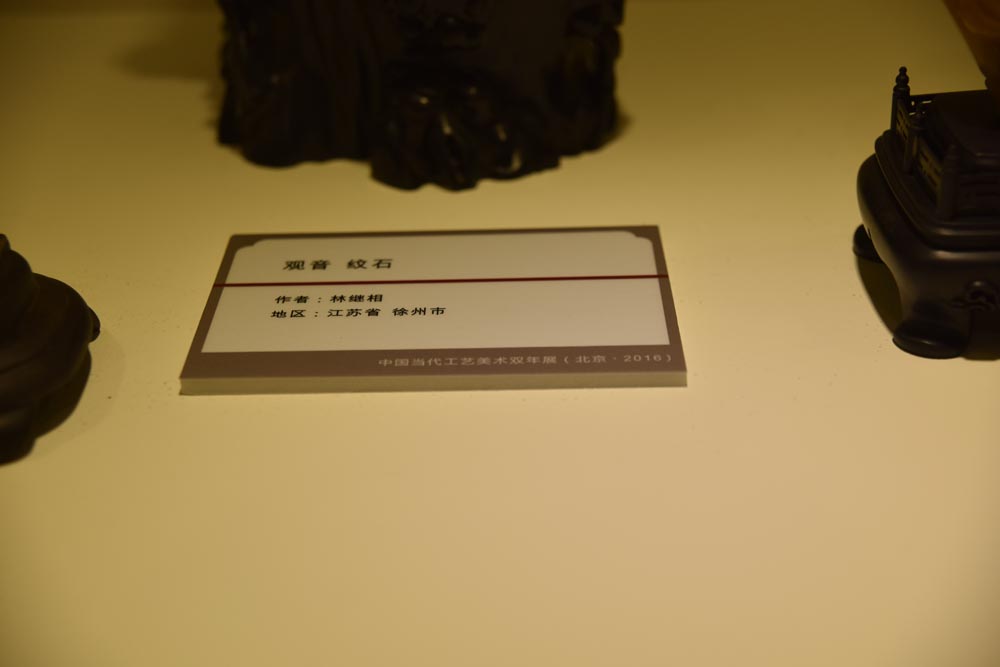 观音 绞石
作者：林继相
地区：江苏省 徐州市
中国当代工艺美术双年展（北京·2016）